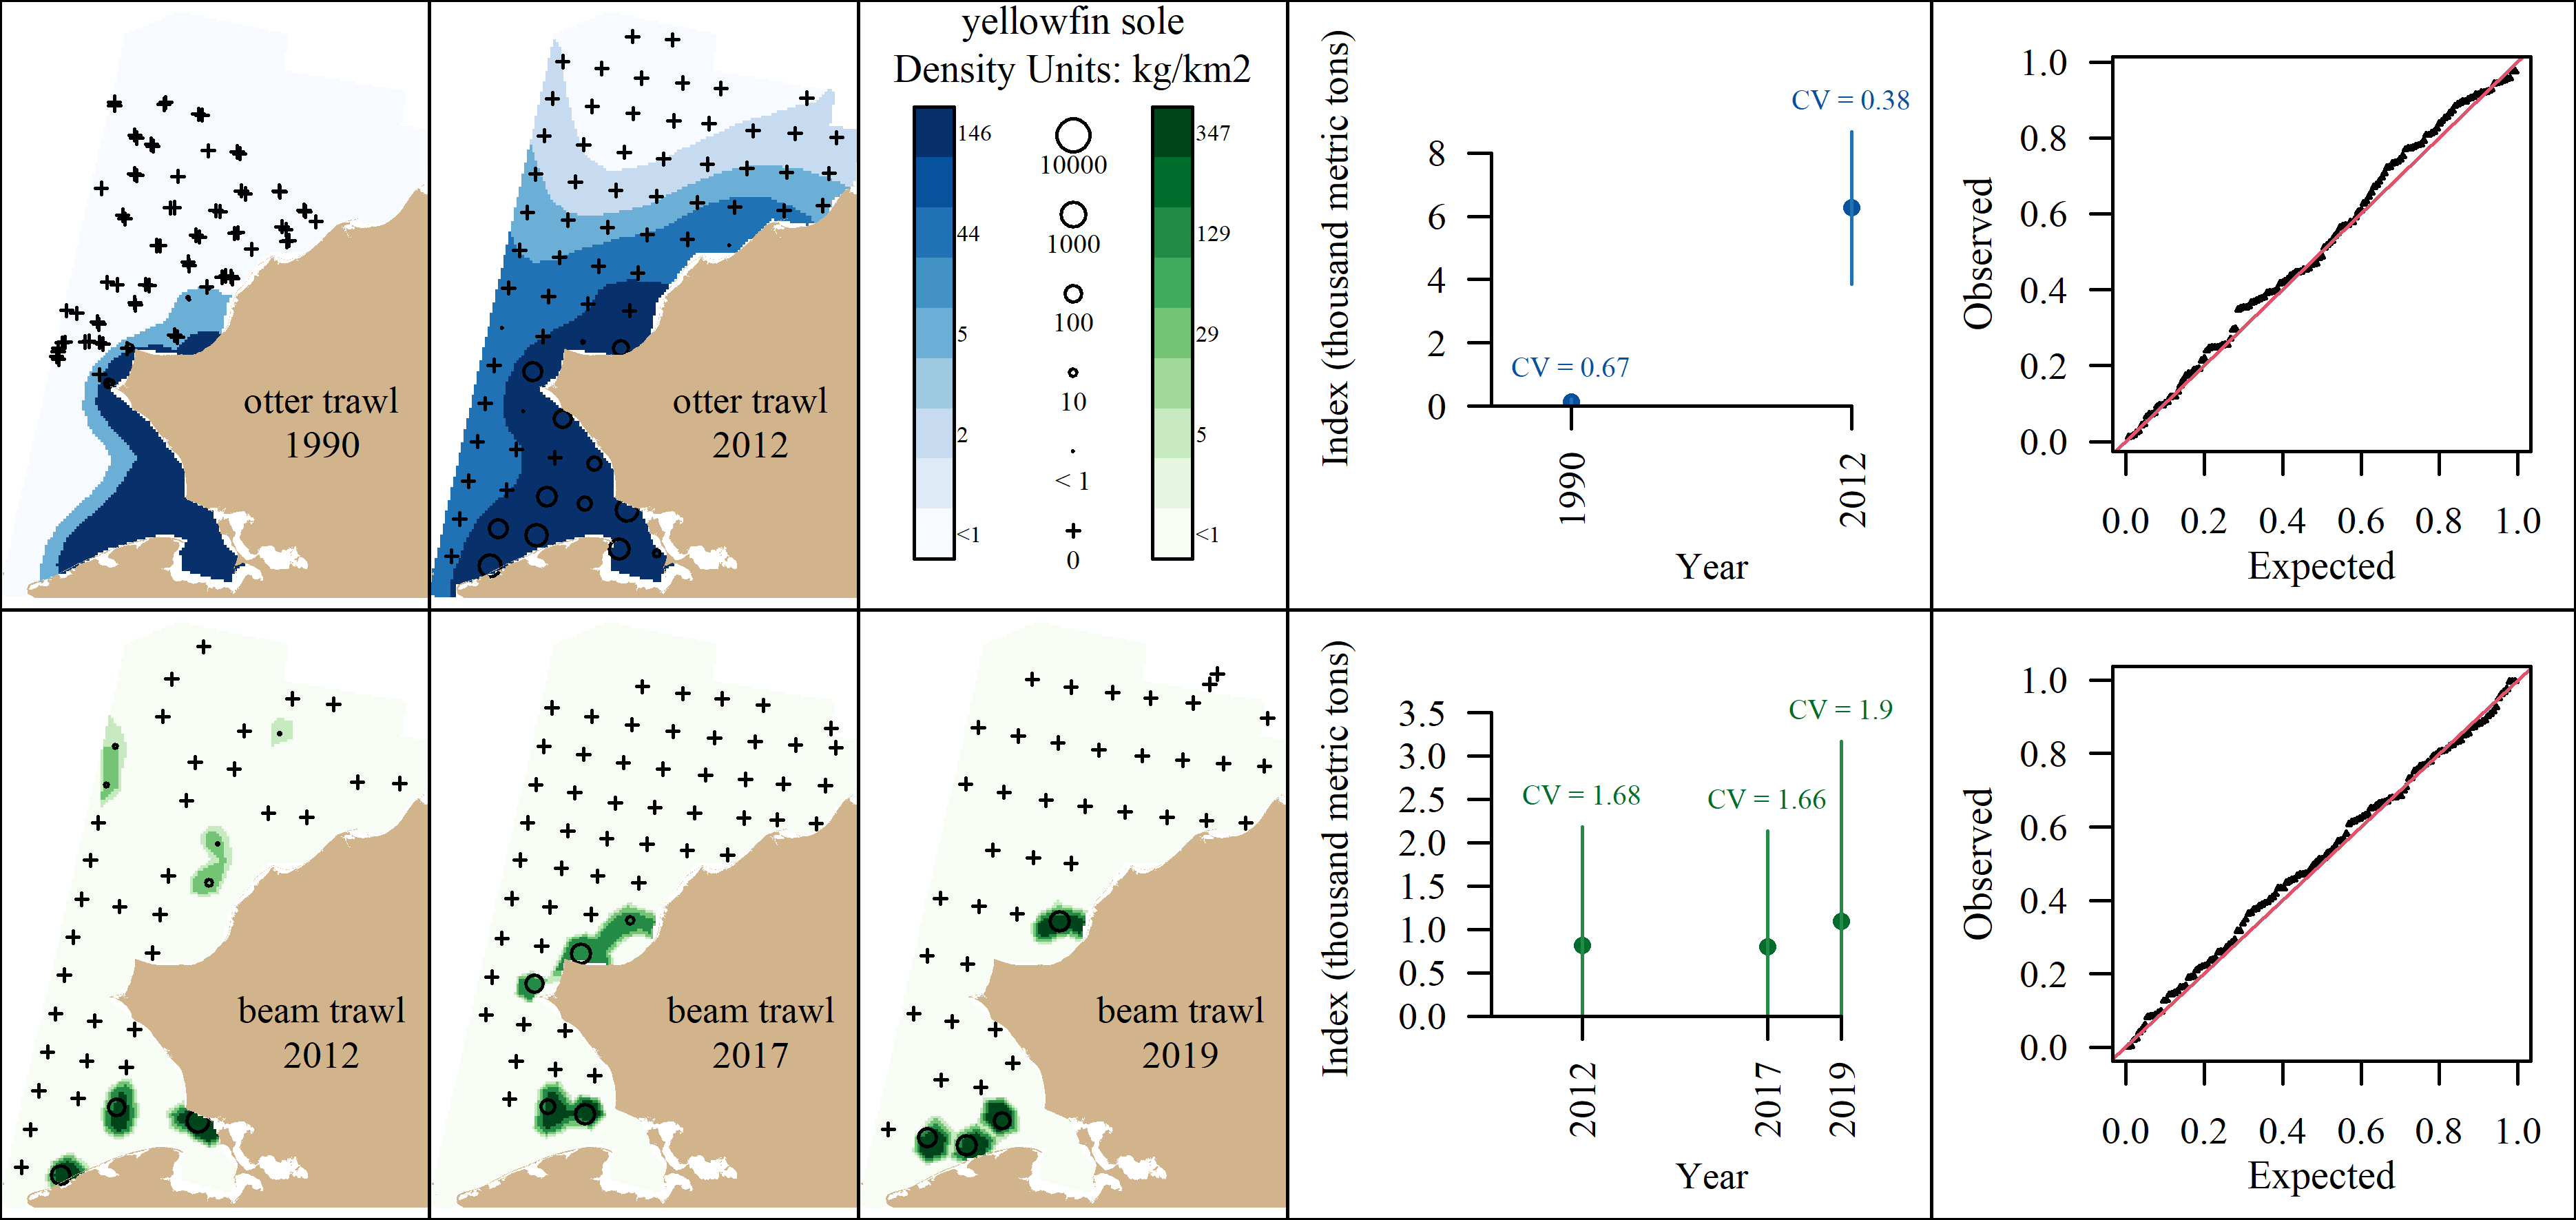 otter trawl
1990
otter trawl
2012
yellowfin sole
Density Units: kg/km2
146
44
5
2
<1
10000
1000
100
10
< 1
0
347
129
29
5
<1
Index (thousand metric tons)
8
6
4
2
0
CV = 0.67
CV = 0.38
1990
2012
Year
Observed
1.0
0.8
0.6
0.4
0.2
0.0
0.0 0.2 0.4 0.6 0.8 1.0
Expected
beam trawl
2012
beam trawl
2017
beam trawl
2019
Index (thousand metric tons)
3.5
3.0
2.5
2.0
1.5
1.0
0.5
0.0
CV = 1.68
CV = 1.66
CV = 1.9
2012
2017
2019
Year
Observed
1.0
0.8
0.6
0.4
0.2
0.0
0.0 0.2 0.4 0.6 0.8 1.0
Expected